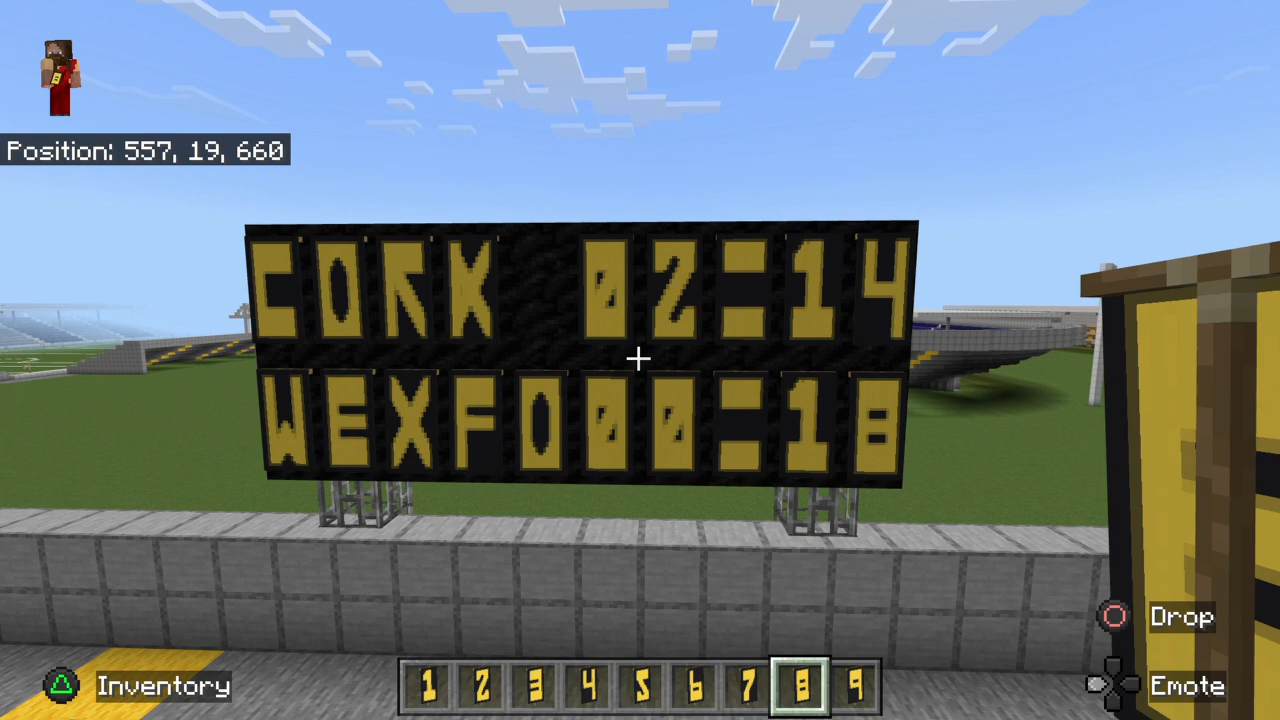 Position: 557, 19, 660
CORK 02=14
WEXFO00=18
Drop
Inventory
1 2 3 4 5 6 7 8 9
Emote